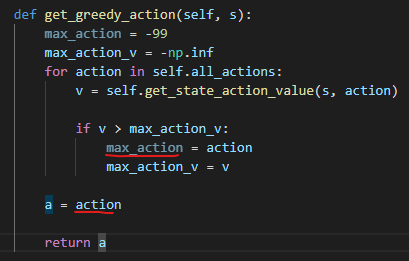 def get_greedy_action(self, s):
    max_action = -99
    max_action_v = -np.inf
    for action in self.all_actions:
        v = self.get_state_action_value(s, action)

        if v > max_action_v:
            max_action = action
            max_action_v = v

    a = action

    return a